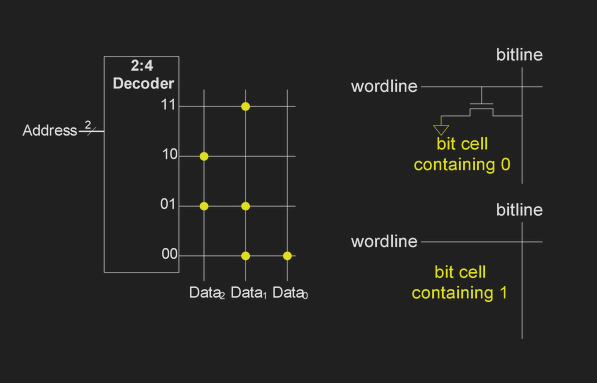 2:4
Decoder
Address 2
11
10
01
00
Data2 Data1 Data0
bitline
wordline
bit cell
containing 0
bitline
wordline
bit cell
containing 1